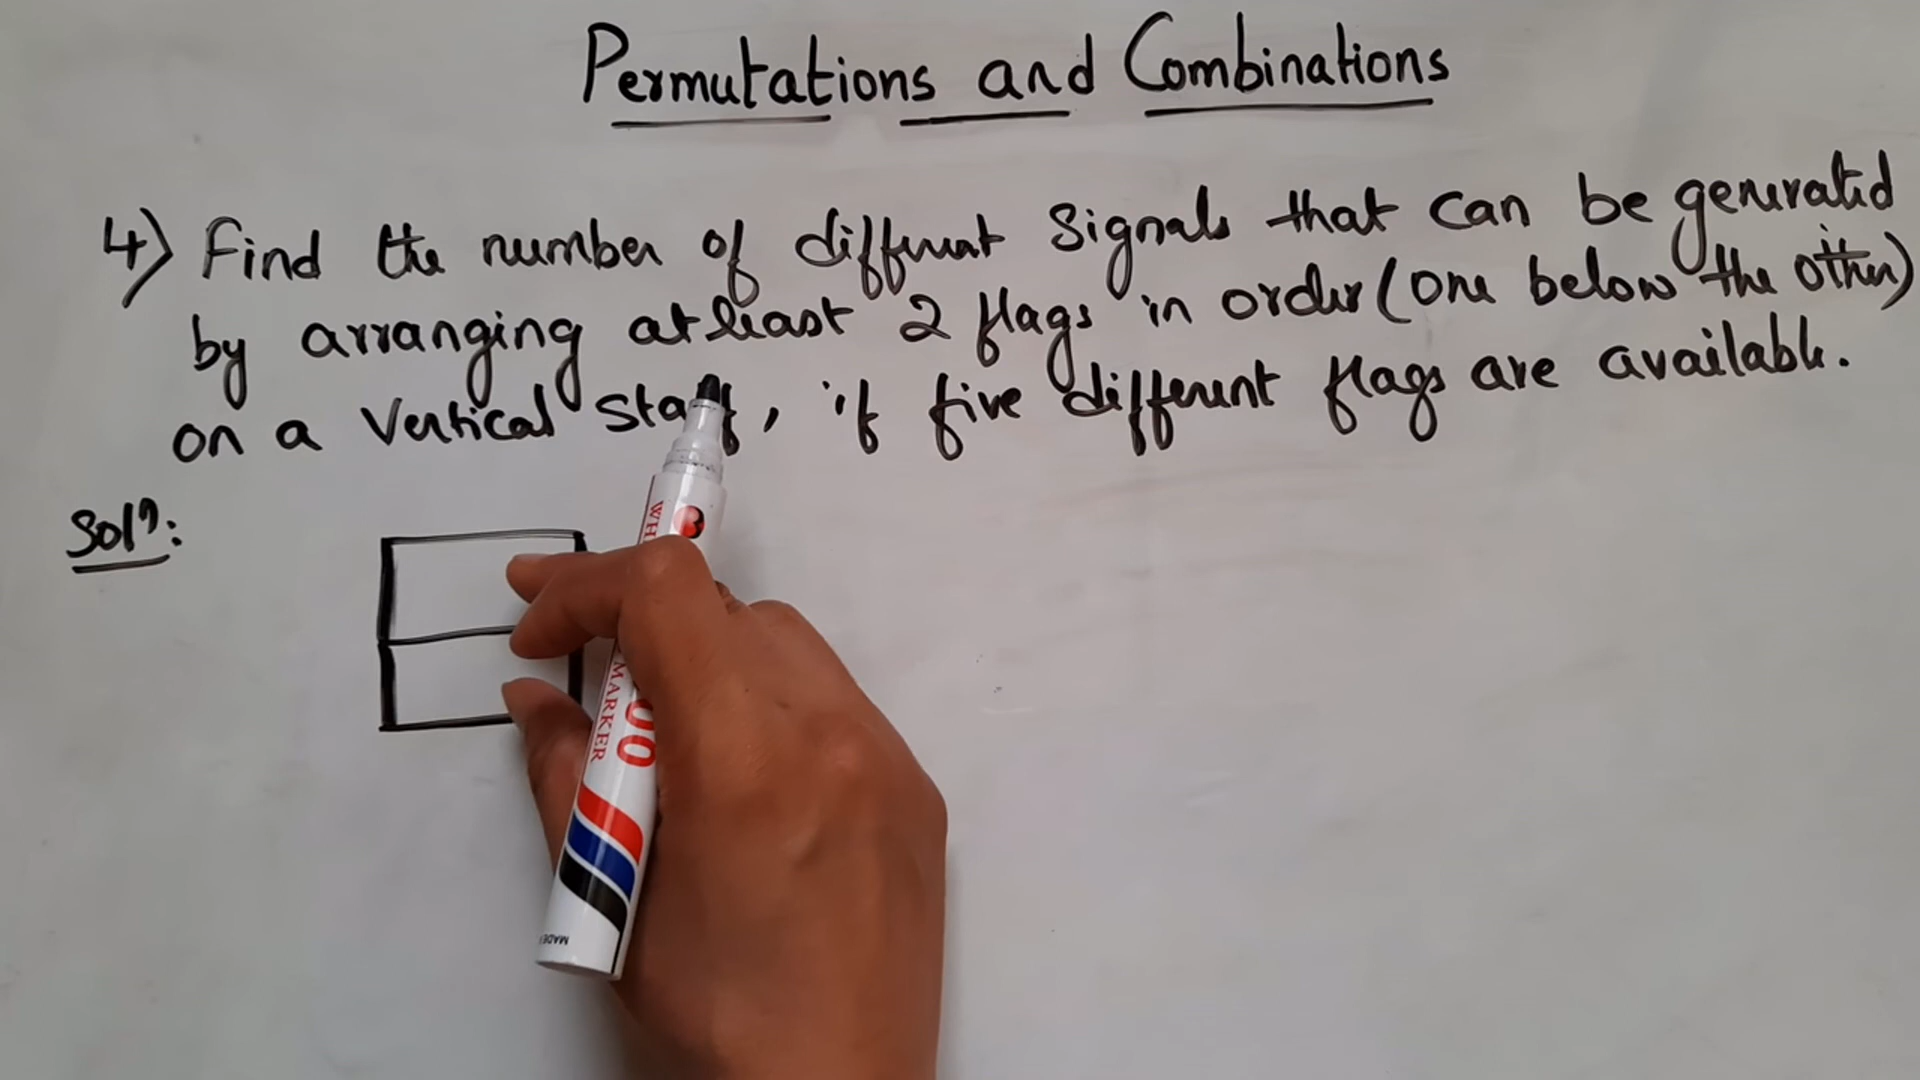 Permutations and Combinations
4) Find the number of different Signals that can be generated
by arranging atleast 2 flags in order (one below the other)
on a Vertical Staff, if five different flags are available.
Solⁿ:
MARKER